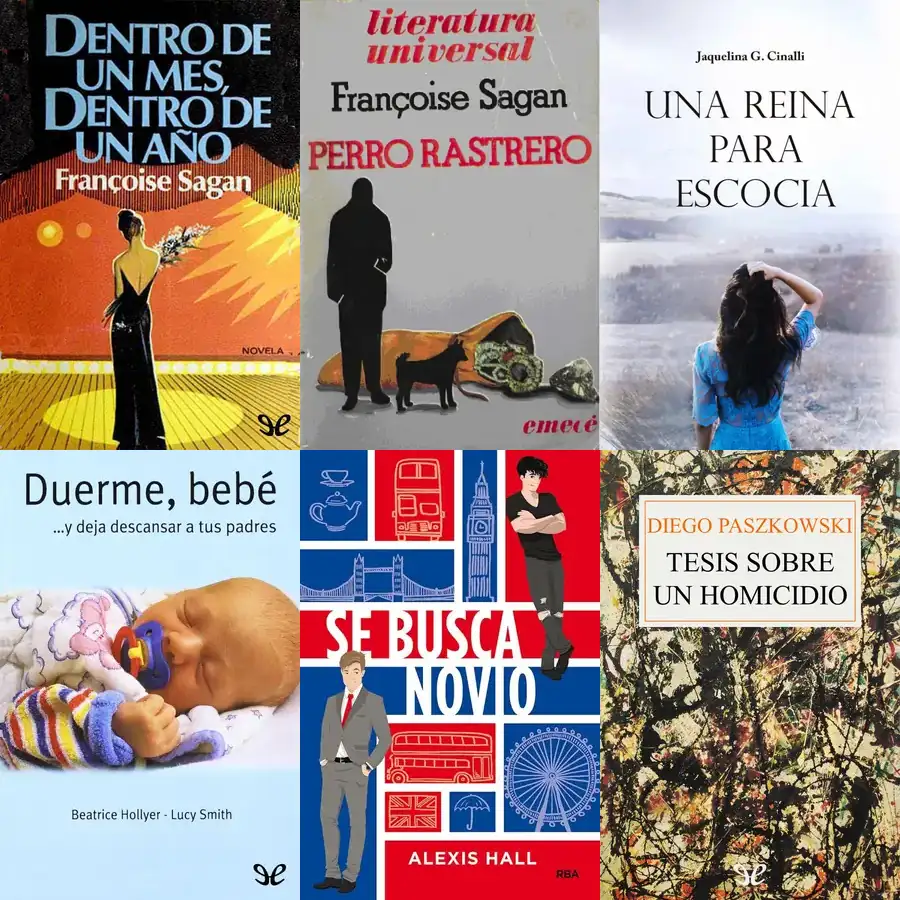 DENTRO DE
UN MES,
DENTRO DE
UN AÑO
Françoise Sagan
NOVELA
literatura
universal
Françoise Sagan
PERRO RASTRERO
emecé
Jaquelina G. Cinalli
UNA REINA
PARA
ESCOCIA
Duerme, bebé
...y deja descansar a tus padres
Beatrice Hollyer - Lucy Smith
SE BUSCA
NOVIO
ALEXIS HALL
RBA
DIEGO PASZKOWSKI
TESIS SOBRE
UN HOMICIDIO